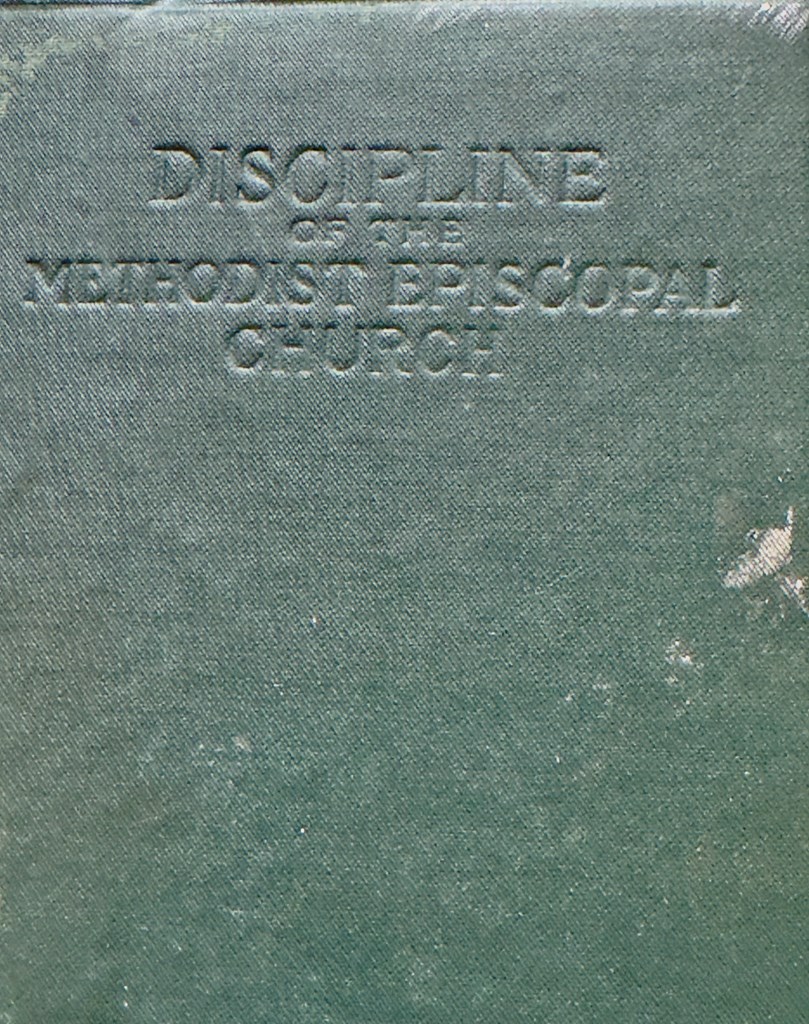 DISCIPLINE
OF THE
METHODIST EPISCOPAL
CHURCH